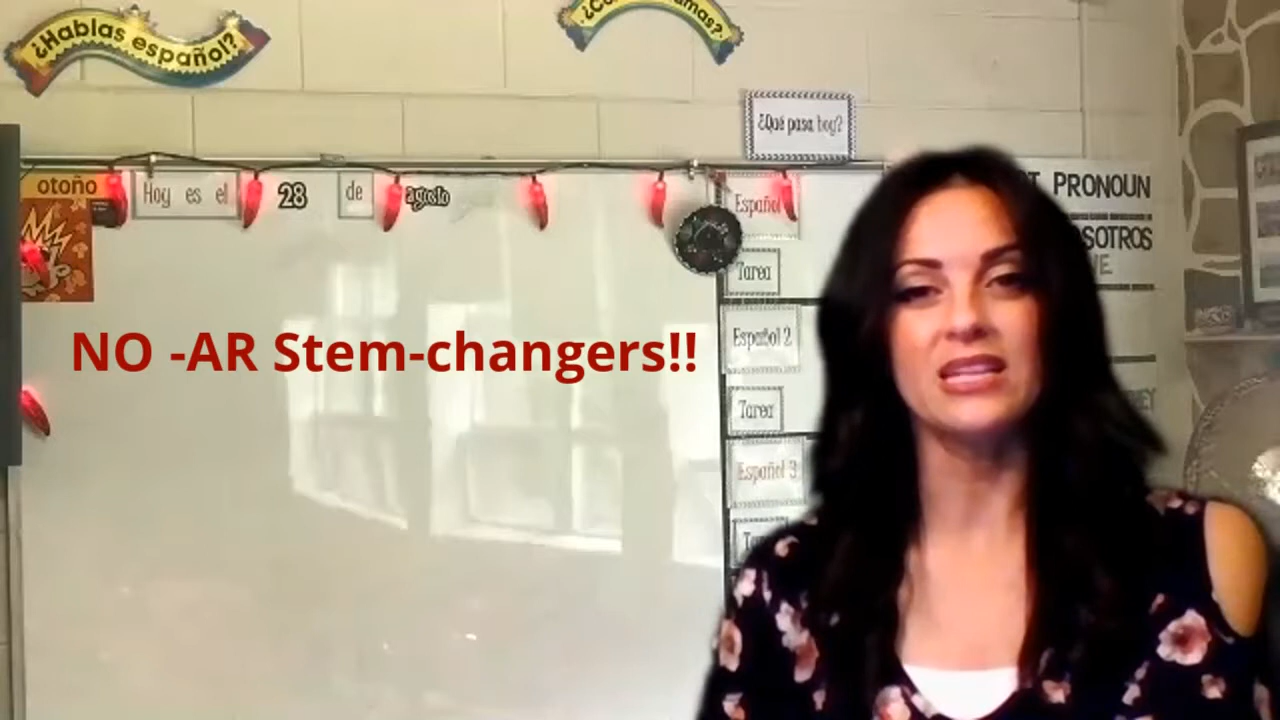 ¿Hablas español?
¿Qué pasa hoy?
otoño
Hoy es el 28 de agosto
Español
PRONOUN
Tarea
Español 2
NO -AR Stem-changers!!
Tarea
Español 3